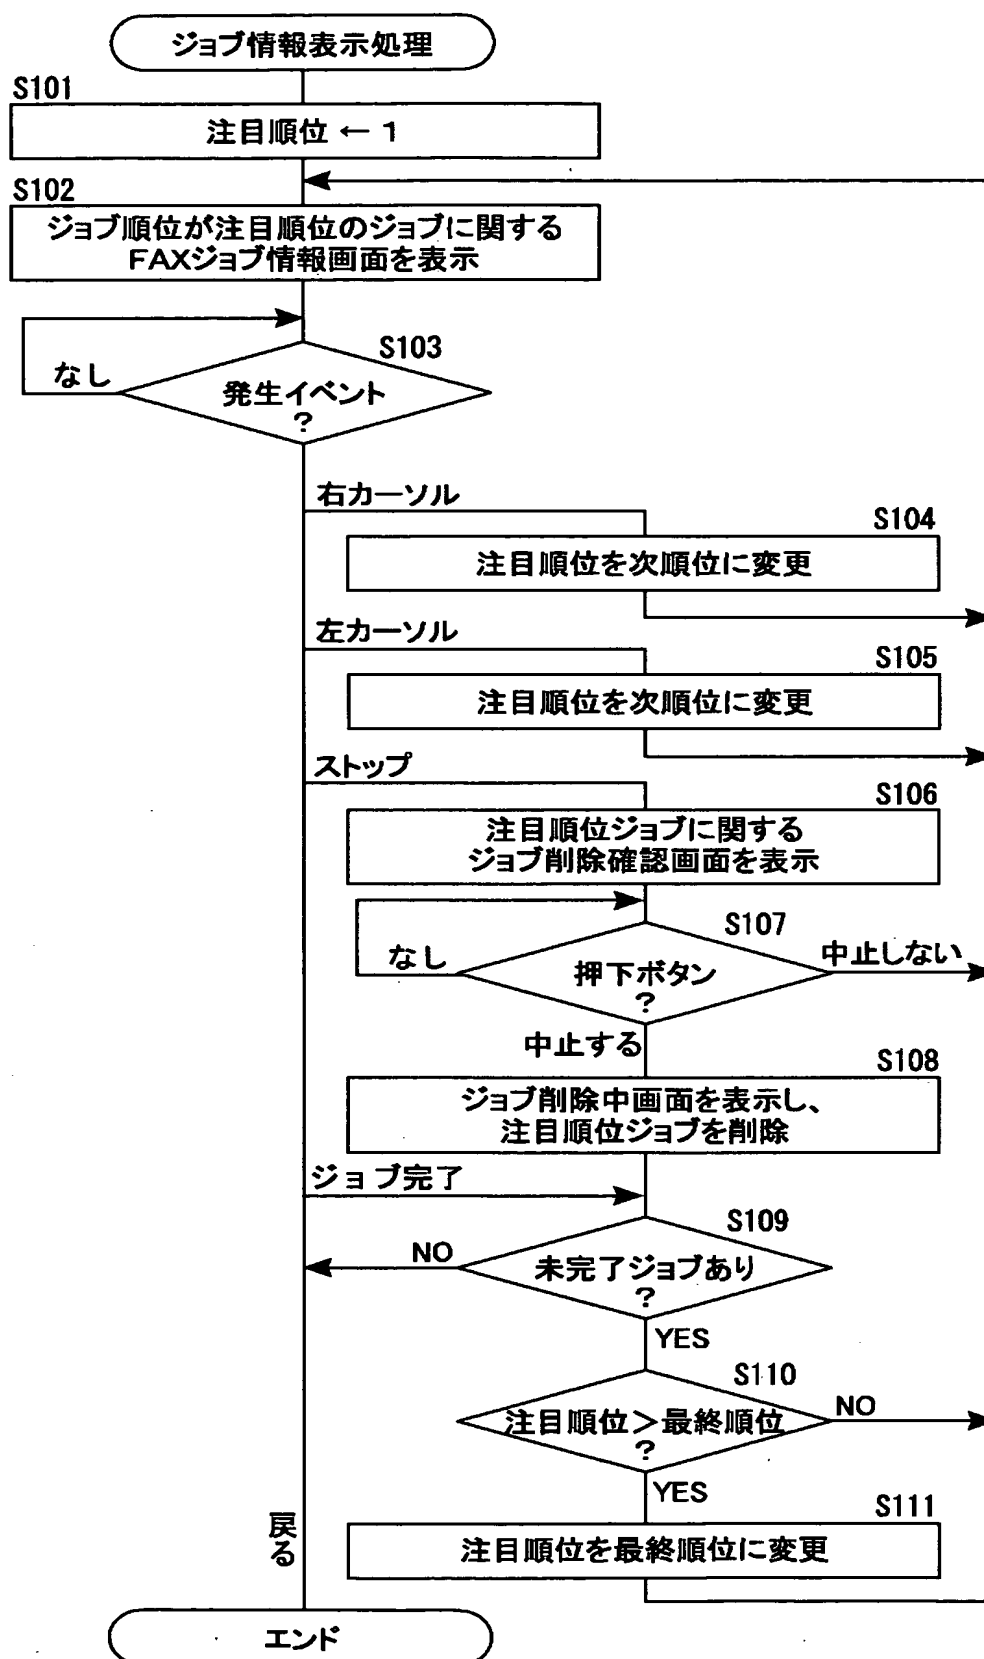 ジョブ情報表示処理
S101
注目順位 ← 1
S102
ジョブ順位が注目順位のジョブに関する
FAXジョブ情報画面を表示
S103
なし
発生イベント
?
右カーソル
S104
注目順位を次順位に変更
左カーソル
S105
注目順位を次順位に変更
ストップ
S106
注目順位ジョブに関する
ジョブ削除確認画面を表示
S107
なし
押下ボタン
?
中止しない
中止する
S108
ジョブ削除中画面を表示し、
注目順位ジョブを削除
ジョブ完了
S109
NO
未完了ジョブあり
?
YES
S110
注目順位>最終順位
?
NO
YES
S111
注目順位を最終順位に変更
戻る
エンド